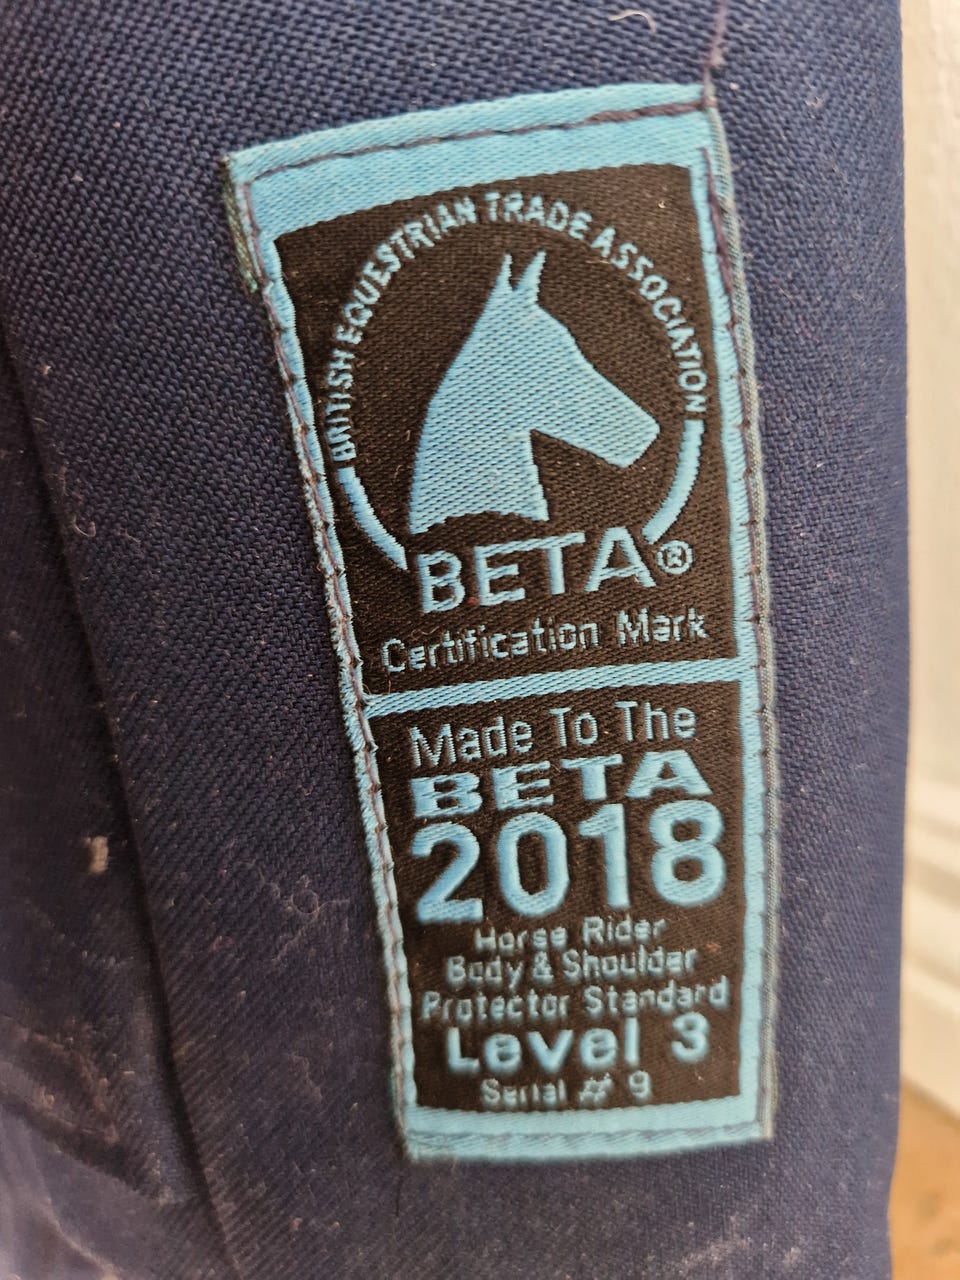 BRITISH EQUESTRIAN TRADE ASSOCIATION
BETA®
Certification Mark
Made To The
BETA
2018
Horse Rider
Body & Shoulder
Protector Standard
Level 3
Serial # 9